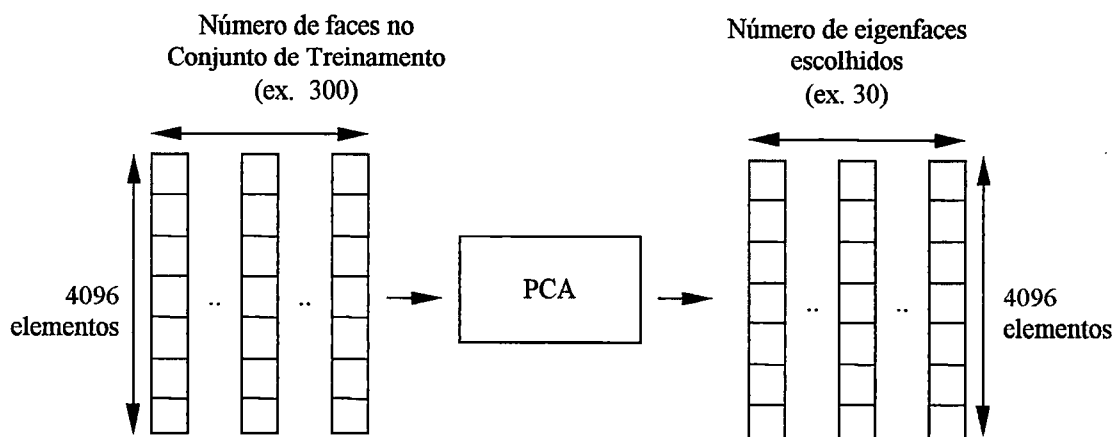 Número de faces no
Conjunto de Treinamento
(ex. 300)
Número de eigenfaces
escolhidos
(ex. 30)
4096
elementos
..
..
PCA
..
..
4096
elementos